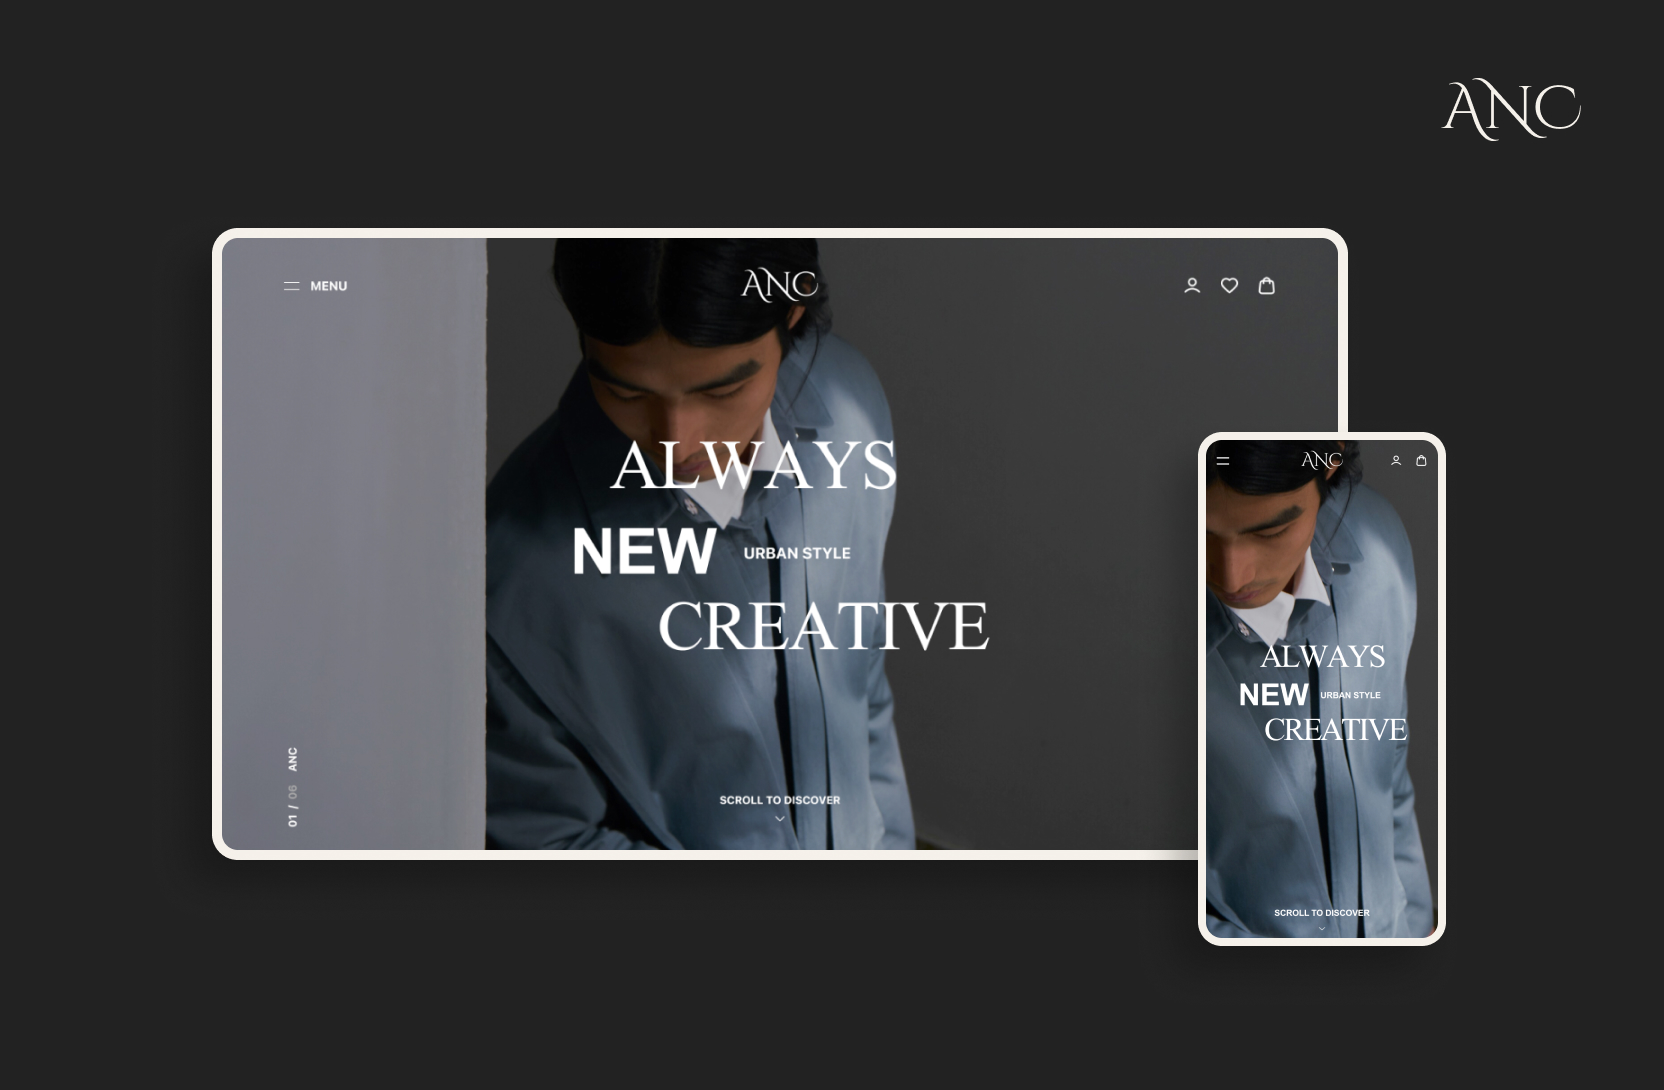 ANC
MENU
ANC
ALWAYS
NEW URBAN STYLE
CREATIVE
01 / 06 ANC
SCROLL TO DISCOVER
ANC
ALWAYS
NEW URBAN STYLE
CREATIVE
SCROLL TO DISCOVER